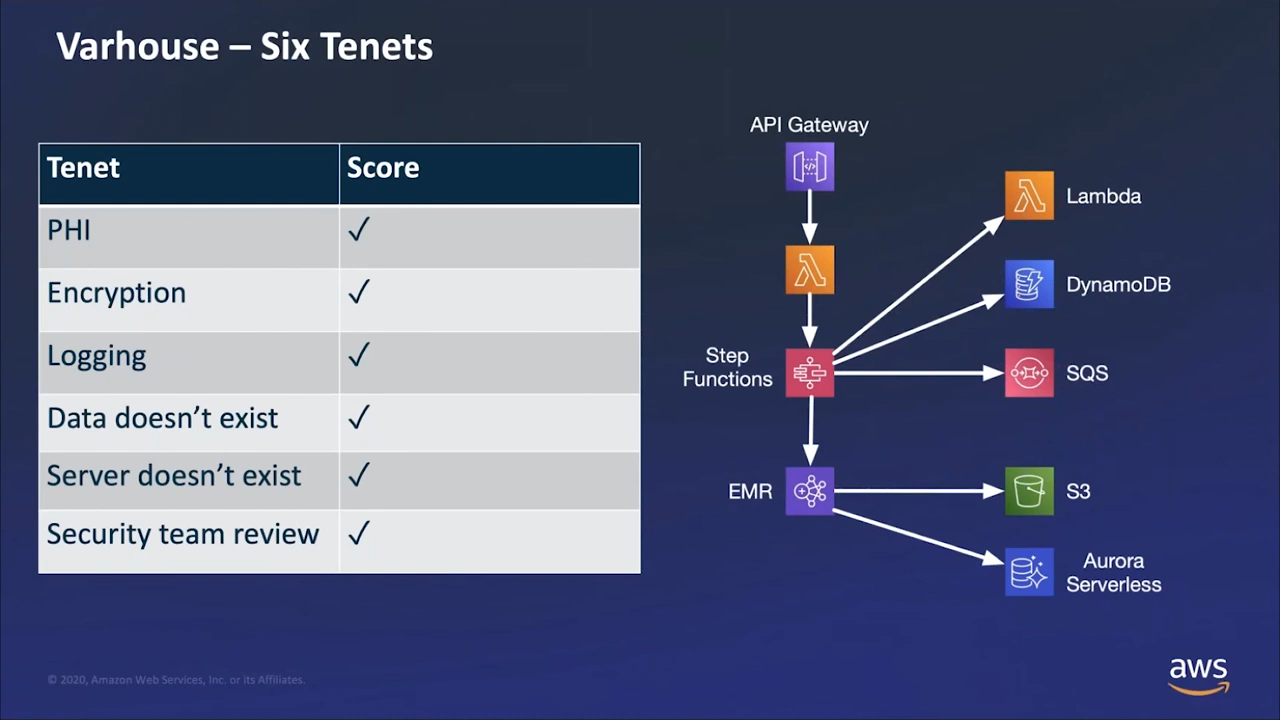 Varhouse – Six Tenets
Tenet
Score
PHI
✓
Encryption
✓
Logging
✓
Data doesn’t exist
✓
Server doesn’t exist
✓
Security team review
✓
API Gateway
Lambda
DynamoDB
Step
Functions
SQS
EMR
S3
Aurora
Serverless
© 2020, Amazon Web Services, Inc. or its Affiliates.
aws